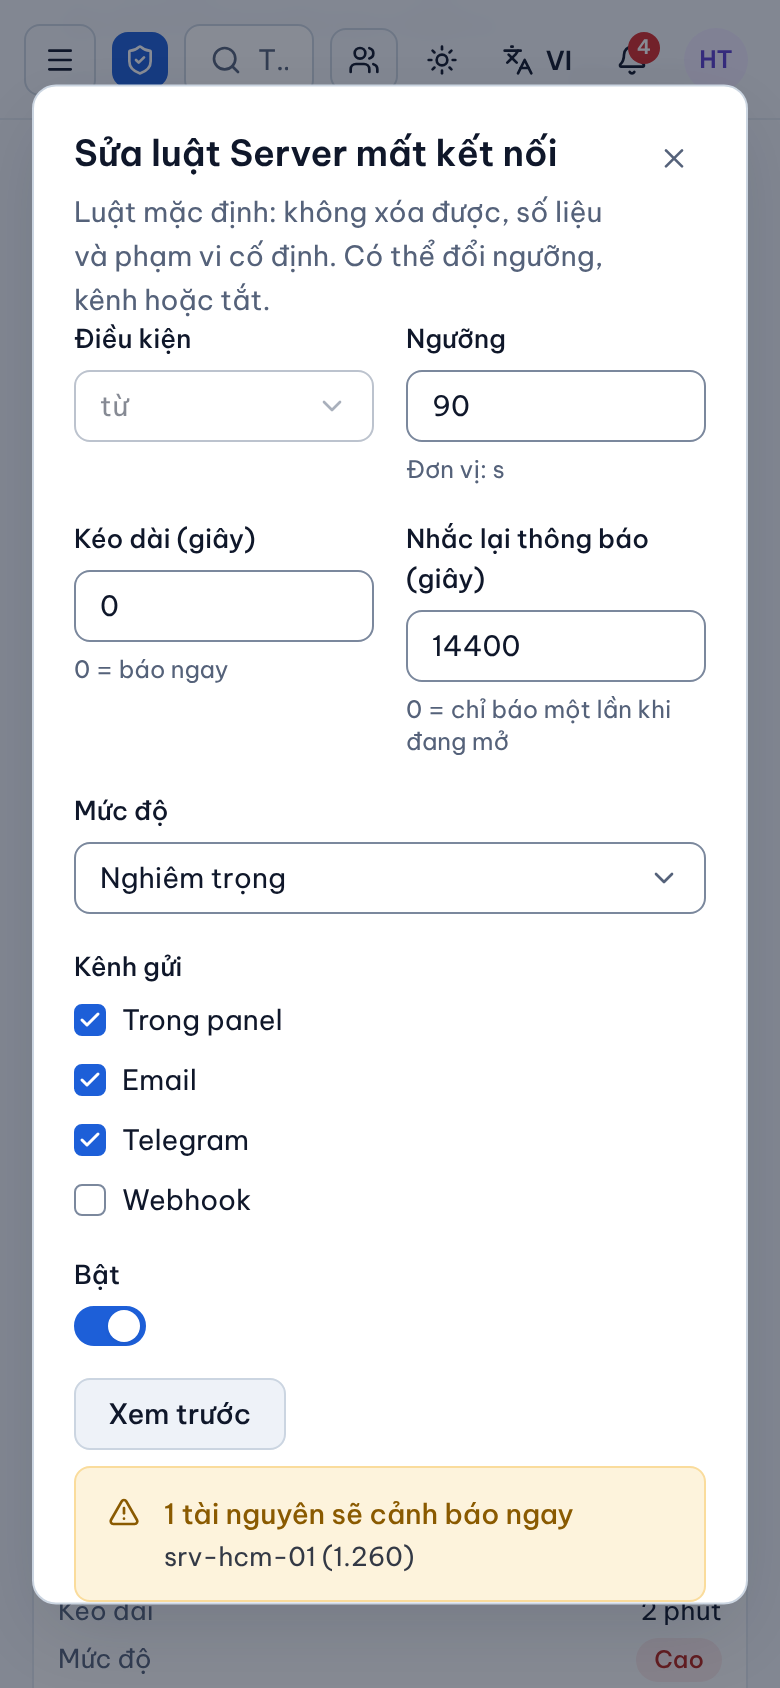 T..
VI
4
HT
Sửa luật Server mất kết nối
Luật mặc định: không xóa được, số liệu
và phạm vi cố định. Có thể đổi ngưỡng,
kênh hoặc tắt.
Điều kiện
Ngưỡng
từ
90
Đơn vị: s
Kéo dài (giây)
Nhắc lại thông báo
(giây)
0
14400
0 = báo ngay
0 = chỉ báo một lần khi
đang mở
Mức độ
Nghiêm trọng
Kênh gửi
Trong panel
Email
Telegram
Webhook
Bật
Xem trước
1 tài nguyên sẽ cảnh báo ngay
srv-hcm-01 (1.260)
Kéo dài
2 phút
Mức độ
Cao